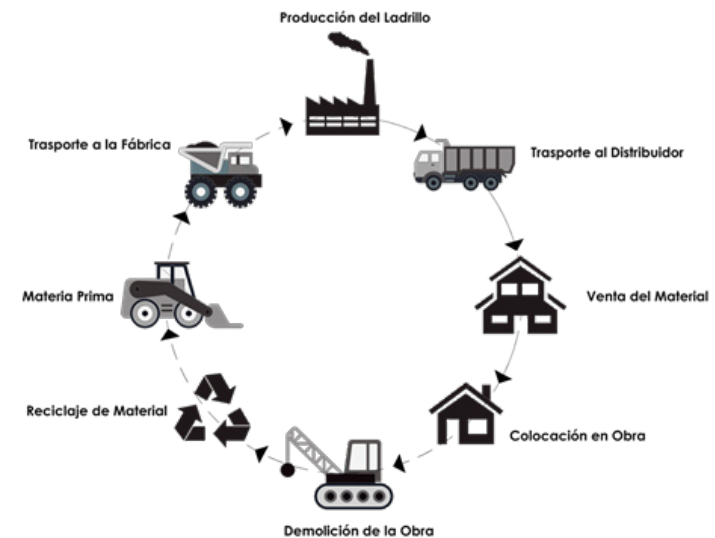 Producción del Ladrillo
Trasporte a la Fábrica
Trasporte al Distribuidor
Materia Prima
Venta del Material
Reciclaje de Material
Colocación en Obra
Demolición de la Obra